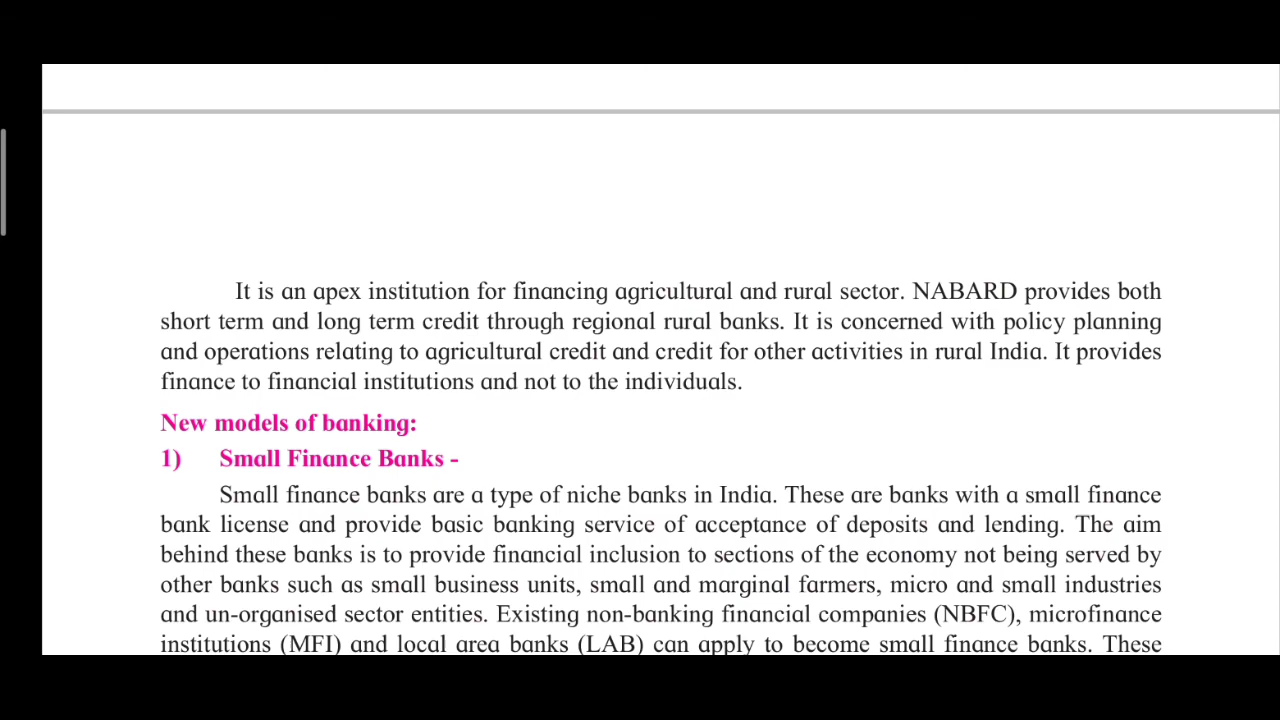 It is an apex institution for financing agricultural and rural sector. NABARD provides both
short term and long term credit through regional rural banks. It is concerned with policy planning
and operations relating to agricultural credit and credit for other activities in rural India. It provides
finance to financial institutions and not to the individuals.
New models of banking:
1) Small Finance Banks -
Small finance banks are a type of niche banks in India. These are banks with a small finance
bank license and provide basic banking service of acceptance of deposits and lending. The aim
behind these banks is to provide financial inclusion to sections of the economy not being served by
other banks such as small business units, small and marginal farmers, micro and small industries
and un-organised sector entities. Existing non-banking financial companies (NBFC), microfinance
institutions (MFI) and local area banks (LAB) can apply to become small finance banks. These